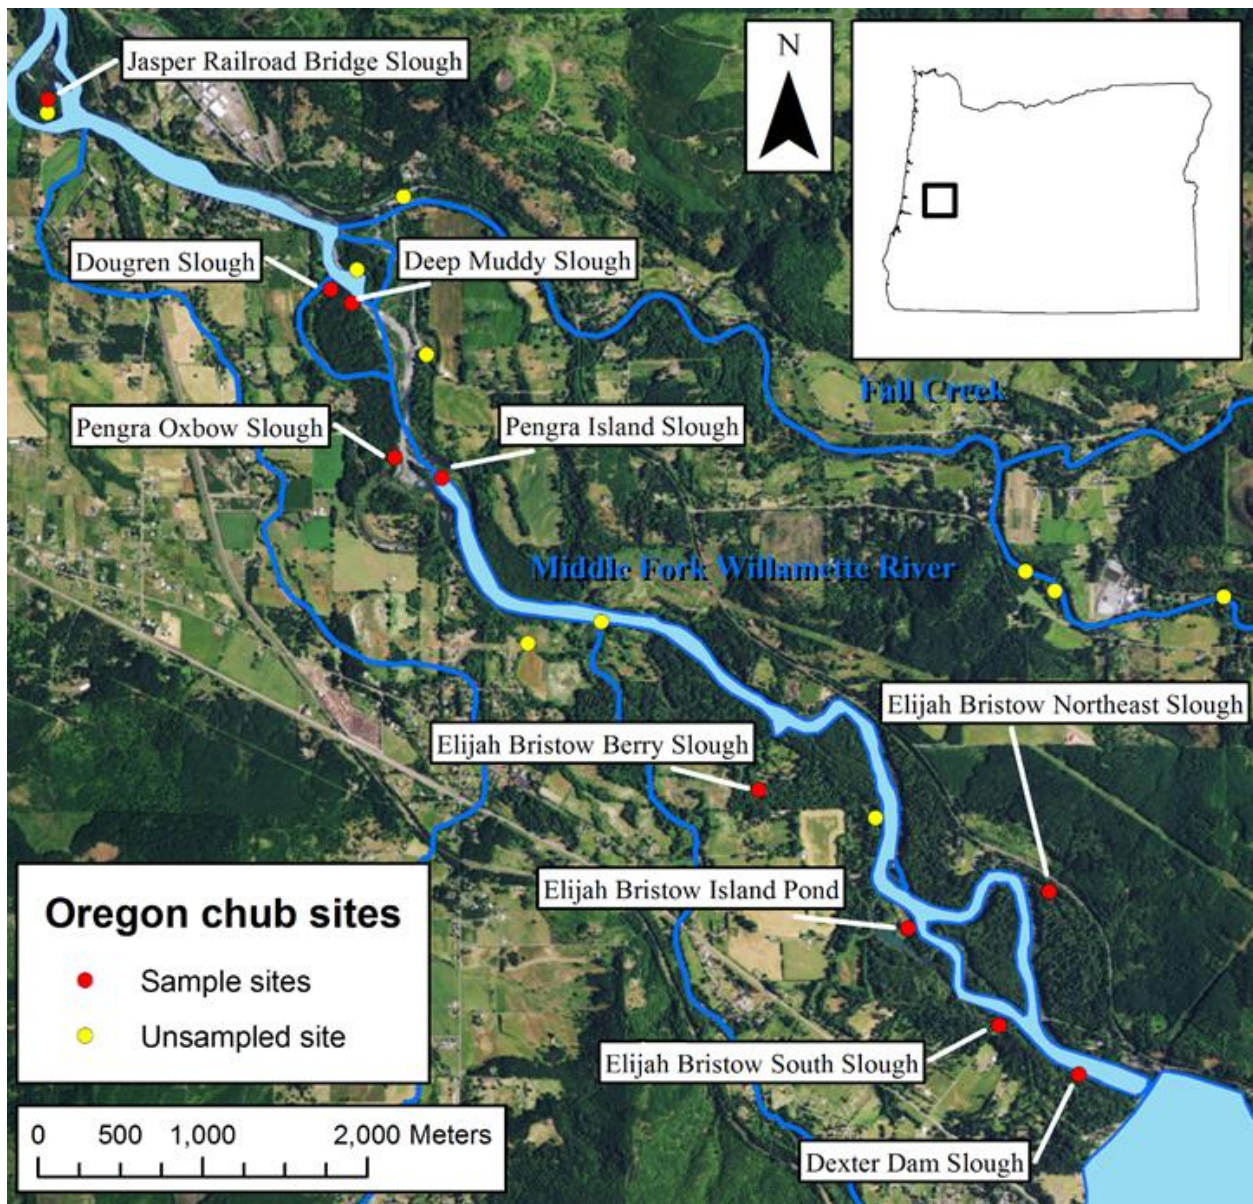 N
Jasper Railroad Bridge Slough
Dougren Slough
Deep Muddy Slough
Fall Creek
Pengra Oxbow Slough
Pengra Island Slough
Middle Fork Willamette River
Elijah Bristow Northeast Slough
Elijah Bristow Berry Slough
Elijah Bristow Island Pond
Oregon chub sites
Sample sites
Unsampled site
Elijah Bristow South Slough
0 500 1,000 2,000 Meters
Dexter Dam Slough